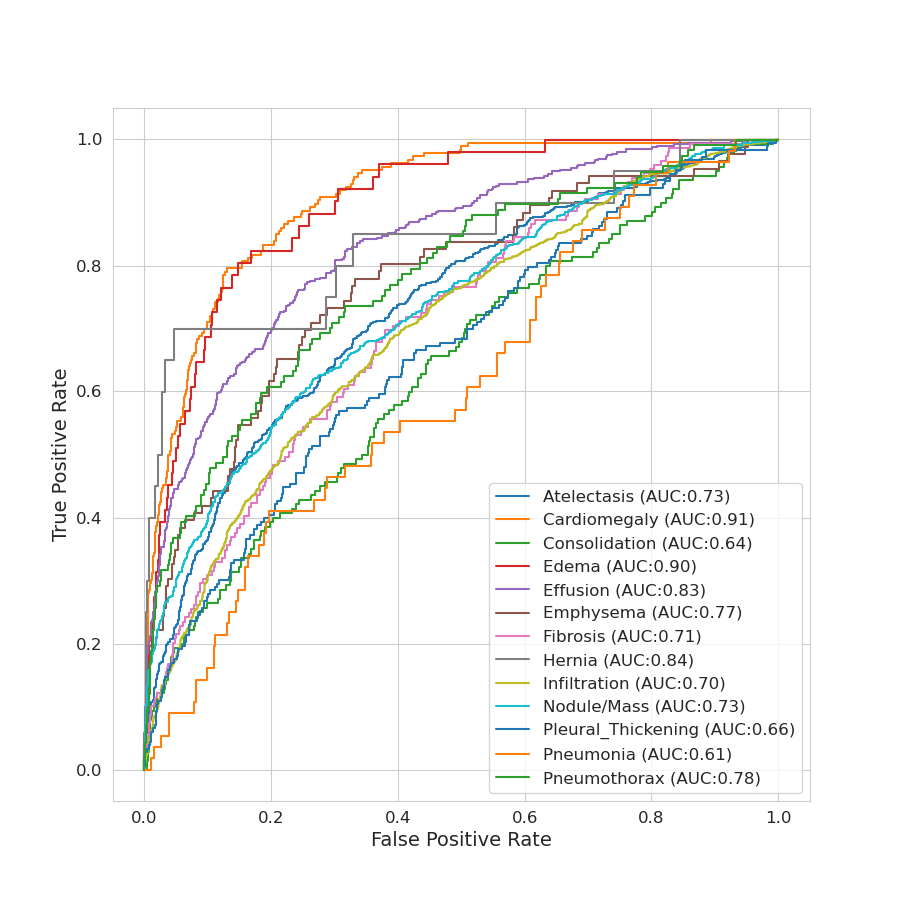 1.0
0.8
0.6
0.4
0.2
0.0
True Positive Rate
Atelectasis (AUC:0.73)
Cardiomegaly (AUC:0.91)
Consolidation (AUC:0.64)
Edema (AUC:0.90)
Effusion (AUC:0.83)
Emphysema (AUC:0.77)
Fibrosis (AUC:0.71)
Hernia (AUC:0.84)
Infiltration (AUC:0.70)
Nodule/Mass (AUC:0.73)
Pleural_Thickening (AUC:0.66)
Pneumonia (AUC:0.61)
Pneumothorax (AUC:0.78)
0.0 0.2 0.4 0.6 0.8 1.0
False Positive Rate